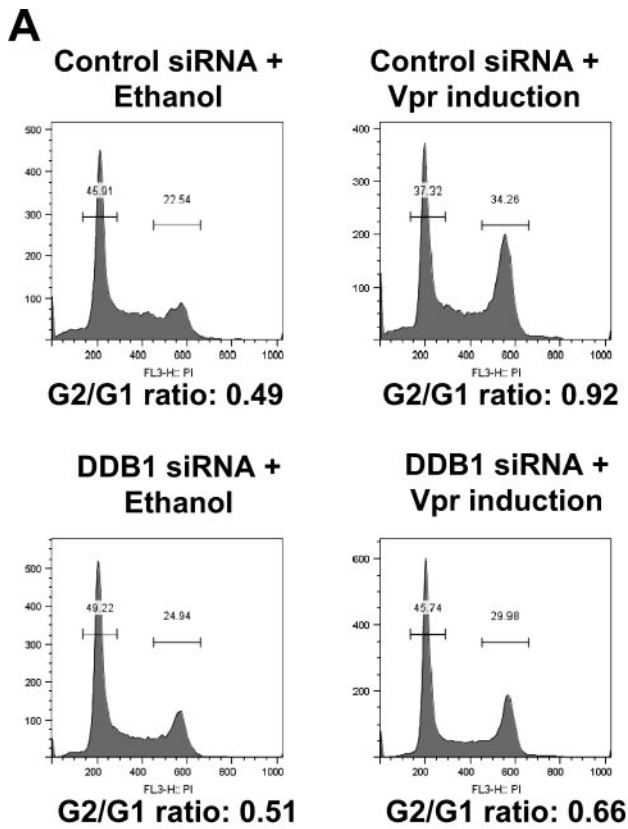 A
Control siRNA +
Ethanol
500
400
300
200
100
45.91
22.54
200 400 600 800 1000
FL3-H:: PI
G2/G1 ratio: 0.49
Control siRNA +
Vpr induction
400
300
200
100
37.32
34.26
200 400 600 800 1000
FL3-H:: PI
G2/G1 ratio: 0.92
DDB1 siRNA +
Ethanol
500
400
300
200
100
49.22
24.94
200 400 600 800 1000
FL3-H:: PI
G2/G1 ratio: 0.51
DDB1 siRNA +
Vpr induction
600
400
200
45.74
29.98
200 400 600 800 1000
FL3-H:: PI
G2/G1 ratio: 0.66